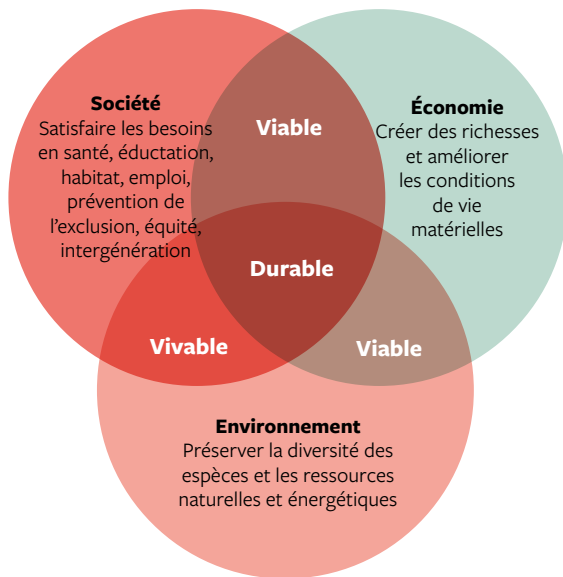 Société
Satisfaire les besoins
en santé, éductation,
habitat, emploi,
prévention de
l’exclusion, équité,
intergénération
Viable
Économie
Créer des richesses
et améliorer
les conditions
de vie
matérielles
Durable
Vivable
Viable
Environnement
Préserver la diversité des
espèces et les ressources
naturelles et énergétiques